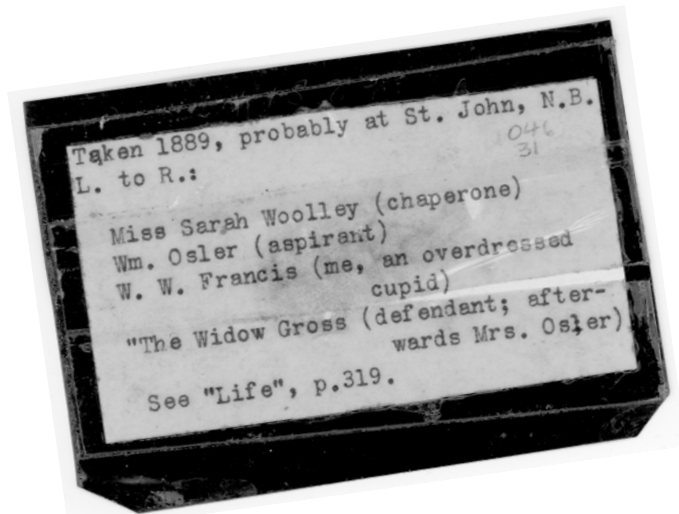 Taken 1889, probably at St. John, N.B.
L. to R.:
046
31
Miss Sarah Woolley (chaperone)
Wm. Osler (aspirant)
W. W. Francis (me, an overdressed
cupid)
"The Widow Gross (defendant; after-
wards Mrs. Osler)
See "Life", p.319.